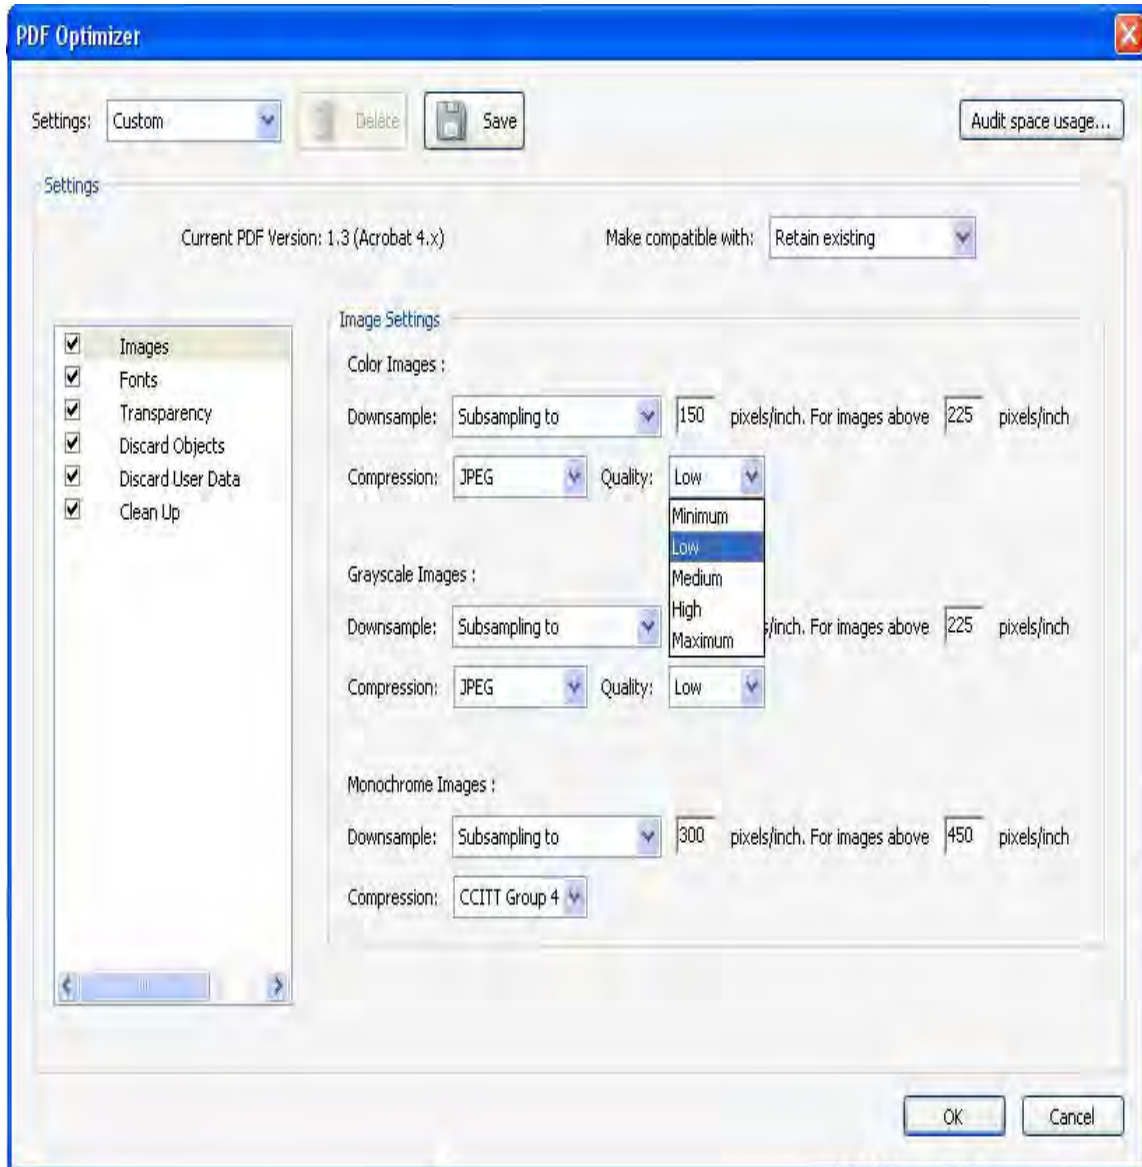 PDF Optimizer
Settings: Custom Delete Save Audit space usage...
Settings
Current PDF Version: 1.3 (Acrobat 4.x) Make compatible with: Retain existing
Images
Fonts
Transparency
Discard Objects
Discard User Data
Clean Up
Image Settings
Color Images :
Downsample: Subsampling to 150 pixels/inch. For images above 225 pixels/inch
Compression: JPEG Quality: Low
Minimum
Low
Medium
High
Maximum
Grayscale Images :
Downsample: Subsampling to /inch. For images above 225 pixels/inch
Compression: JPEG Quality: Low
Monochrome Images :
Downsample: Subsampling to 300 pixels/inch. For images above 450 pixels/inch
Compression: CCITT Group 4
OK Cancel